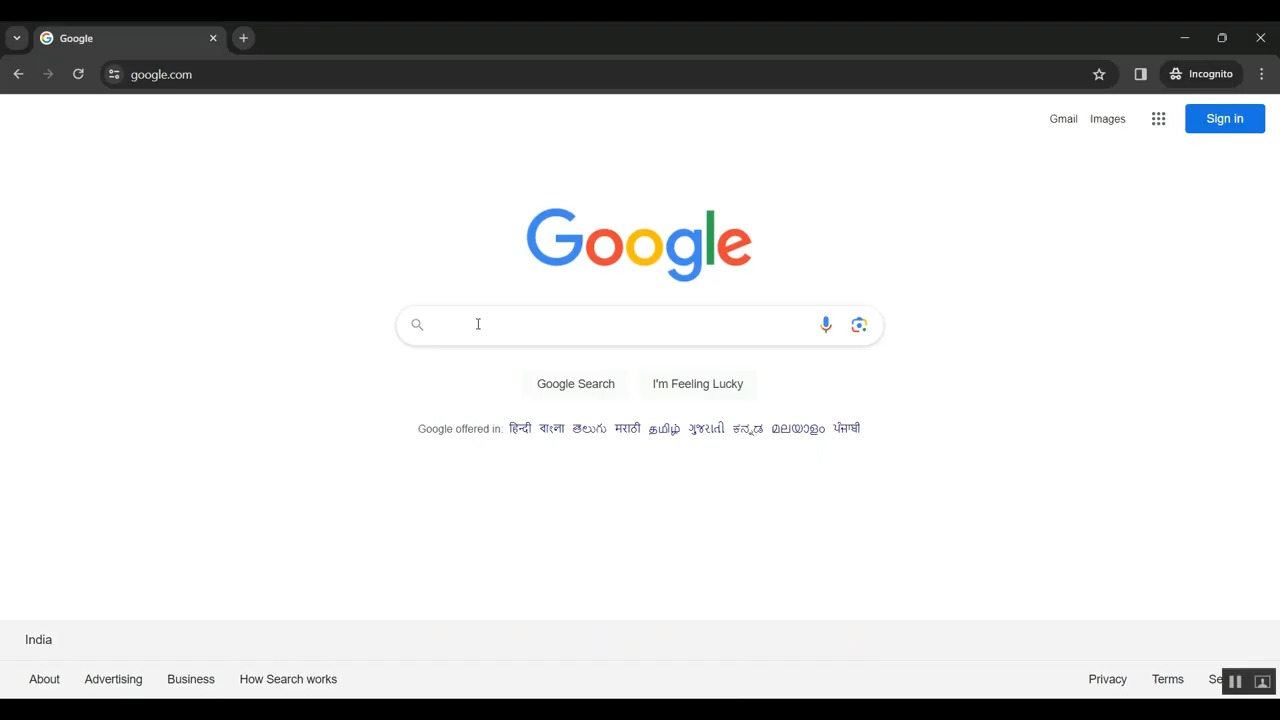 Google
google.com
Incognito
Gmail Images
Sign in
Google
Google Search I'm Feeling Lucky
Google offered in: हिन्दी বাংলা తెలుగు मराठी தமிழ் ગુજરાતી ಕನ್ನಡ മലയാളം ਪੰਜਾਬੀ
India
About Advertising Business How Search works Privacy Terms Se